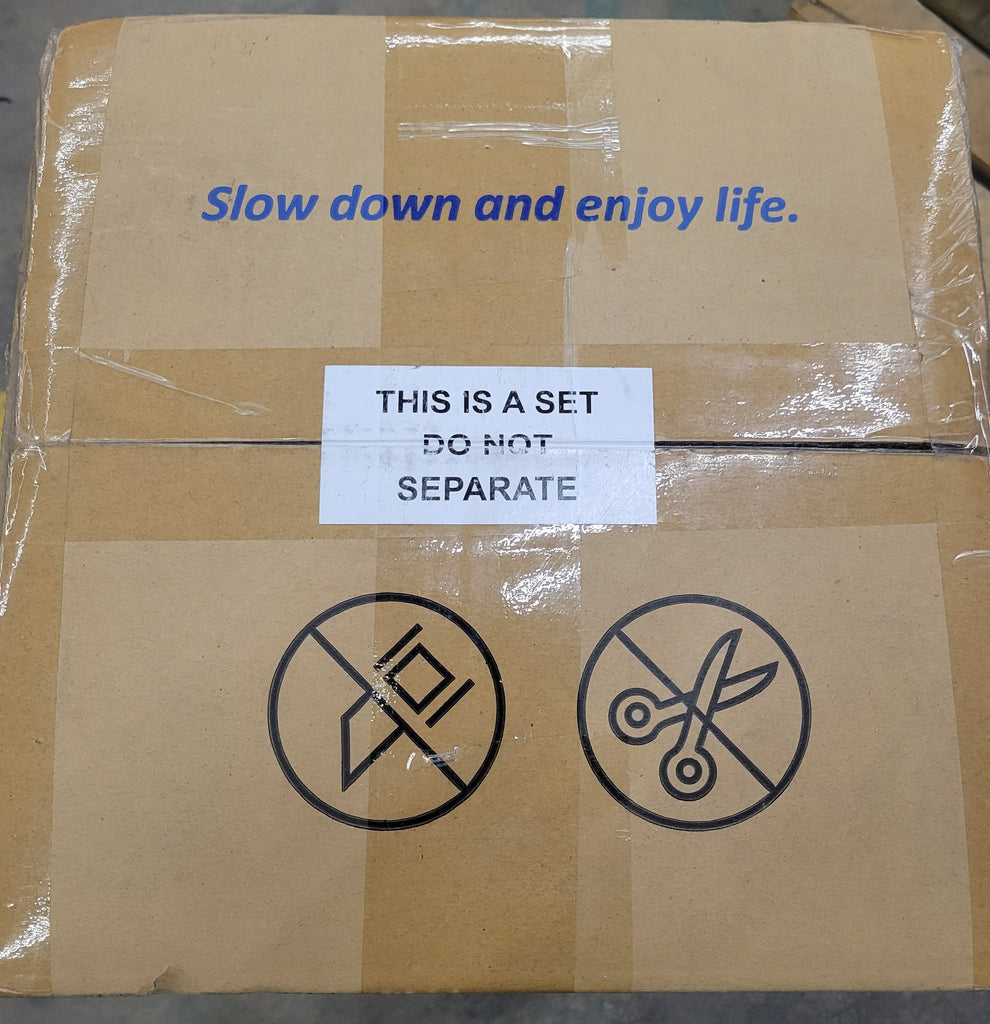 Slow down and enjoy life.
THIS IS A SET
DO NOT
SEPARATE